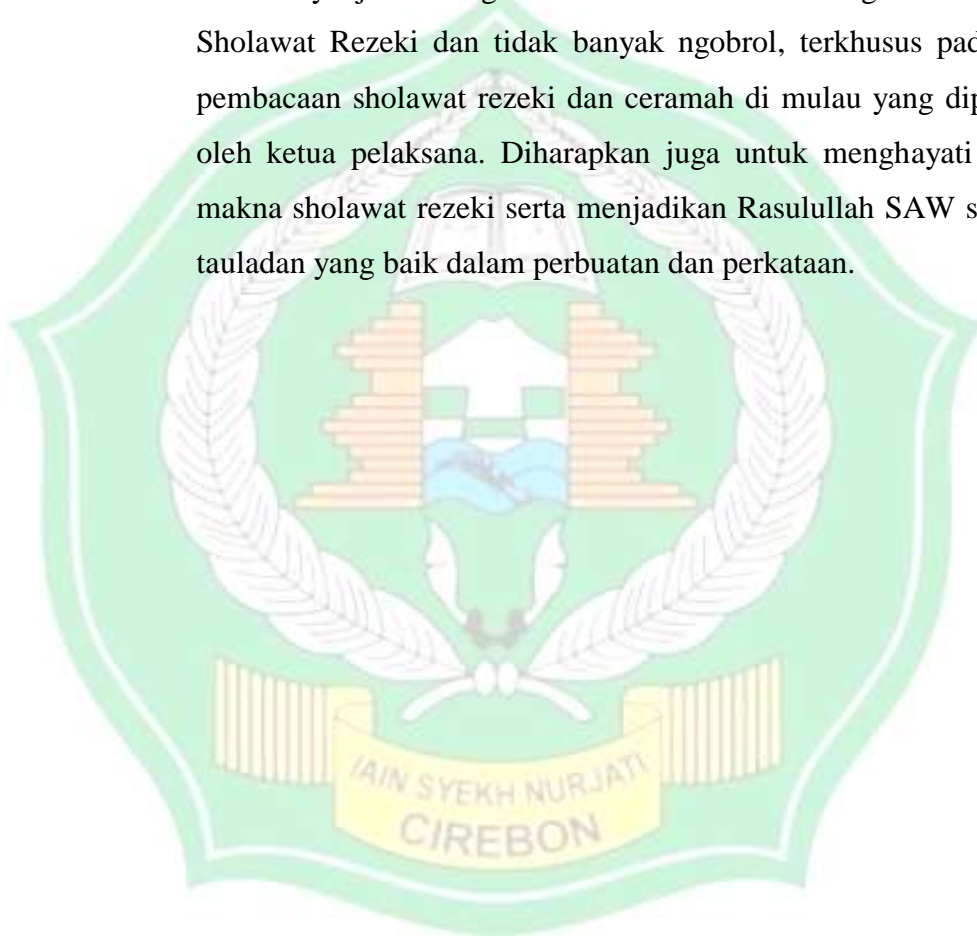 Sholawat Rezeki dan tidak banyak ngobrol, terkhusus
pembacaan sholawat rezeki dan ceramah di mulau yang
oleh ketua pelaksana. Diharapkan juga untuk menghayati
makna sholawat rezeki serta menjadikan Rasulullah SAW
tauladan yang baik dalam perbuatan dan perkataan.
IAIN SYEKH NURJATI
CIREBON